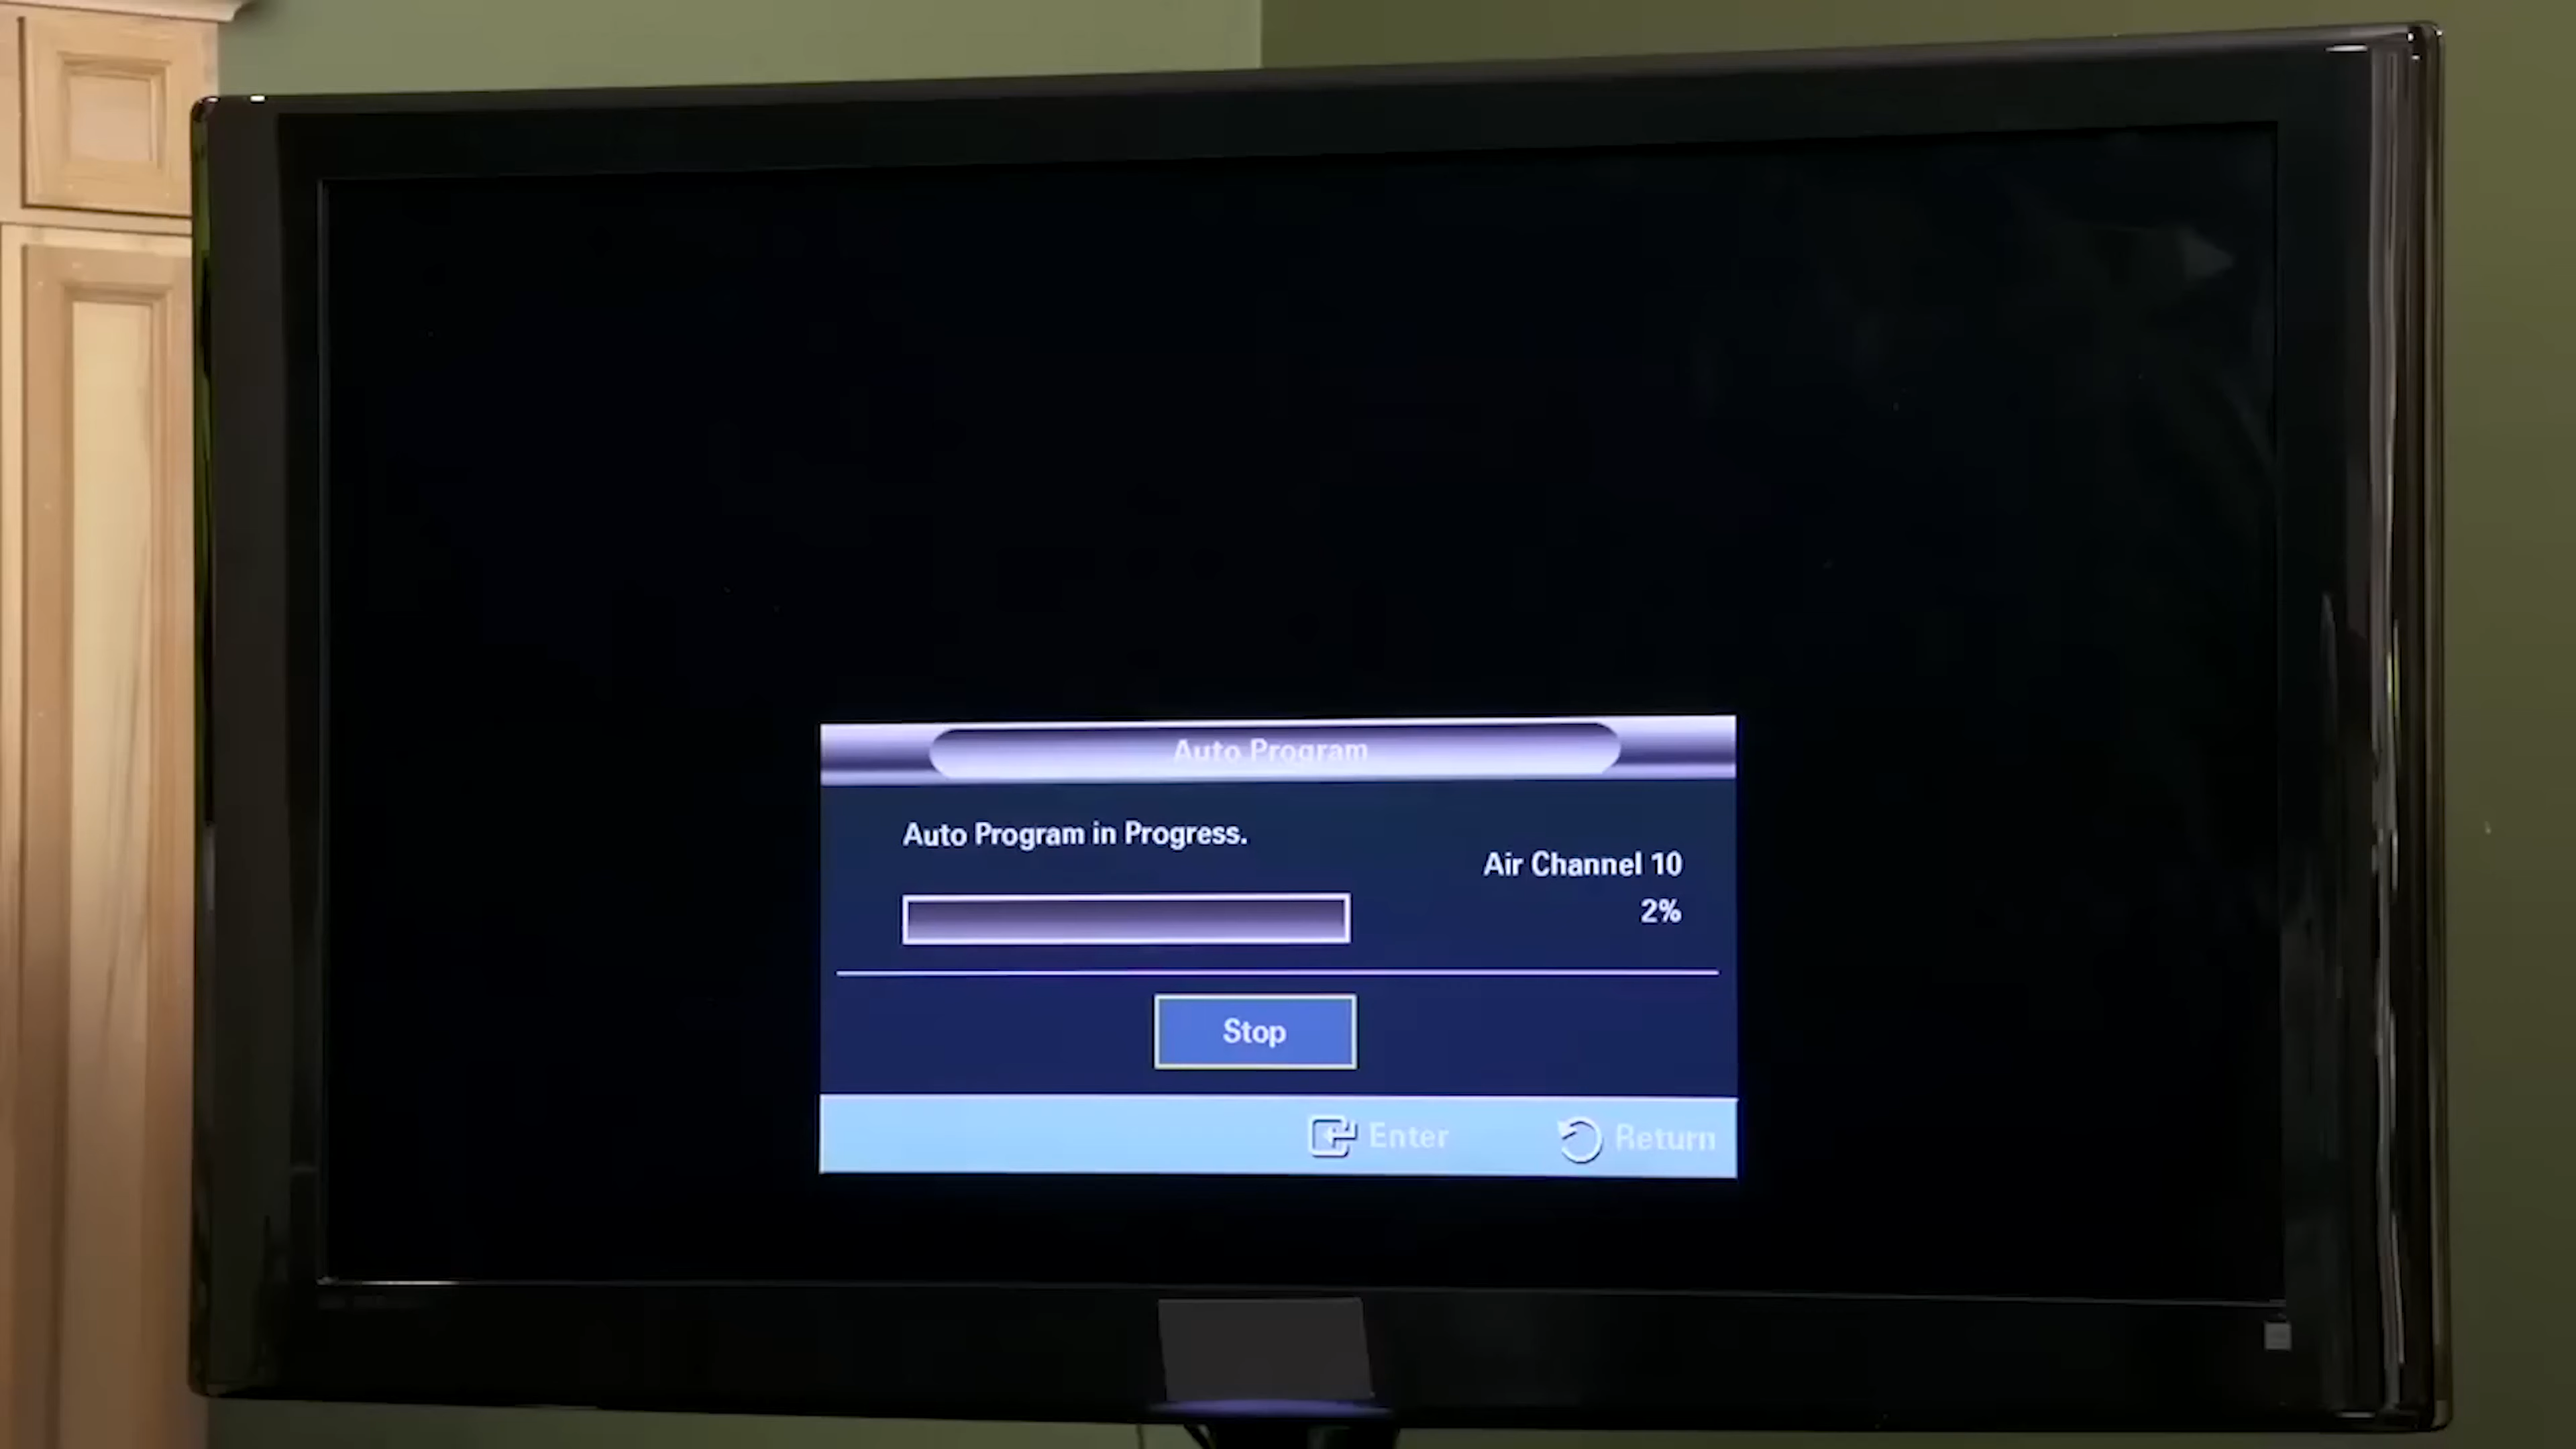 Auto Program
Auto Program in Progress.
Air Channel 10
2%
Stop
Enter
Return